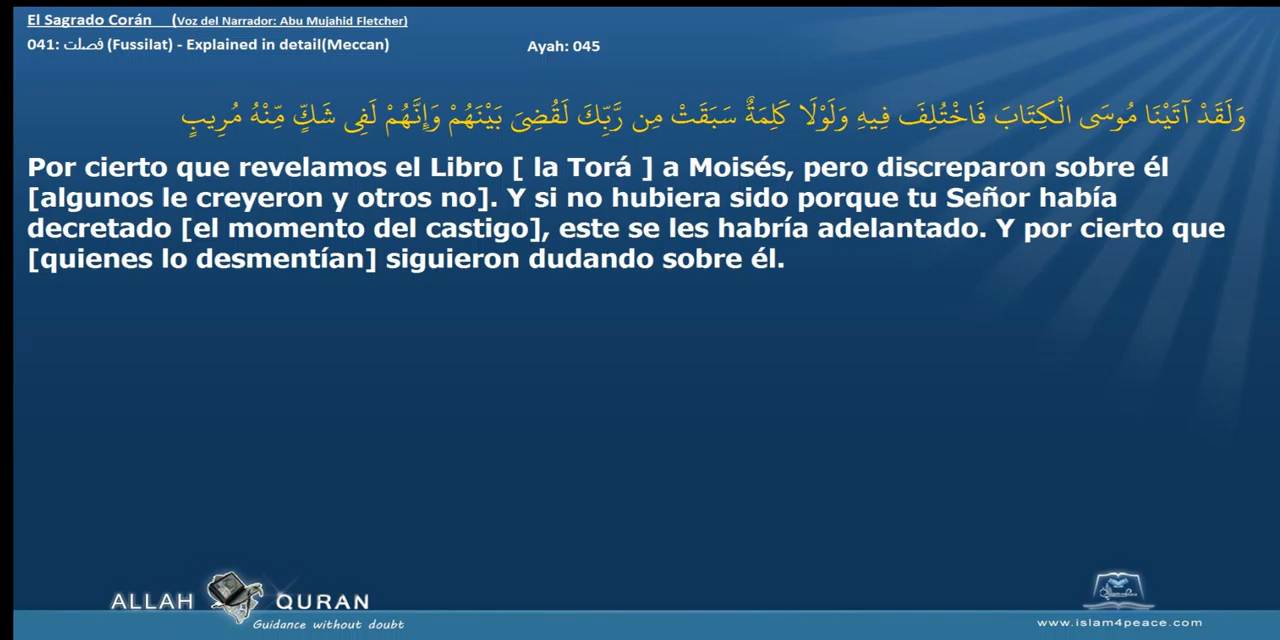 El Sagrado Corán (Voz del Narrador: Abu Mujahid Fletcher)
041: فصلت (Fussilat) - Explained in detail(Meccan) Ayah: 045
وَلَقَدْ آتَيْنَا مُوسَى الْكِتَابَ فَاخْتُلِفَ فِيهِ وَلَوْلَا كَلِمَةٌ سَبَقَتْ مِن رَّبِّكَ لَقُضِيَ بَيْنَهُمْ وَإِنَّهُمْ لَفِي شَكٍّ مِّنْهُ مُرِيبٍ
Por cierto que revelamos el Libro [ la Torá ] a Moisés, pero discreparon sobre él
[algunos le creyeron y otros no]. Y si no hubiera sido porque tu Señor había
decretado [el momento del castigo], este se les habría adelantado. Y por cierto que
[quienes lo desmentían] siguieron dudando sobre él.
ALLAH QURAN
Guidance without doubt
www.islam4peace.com